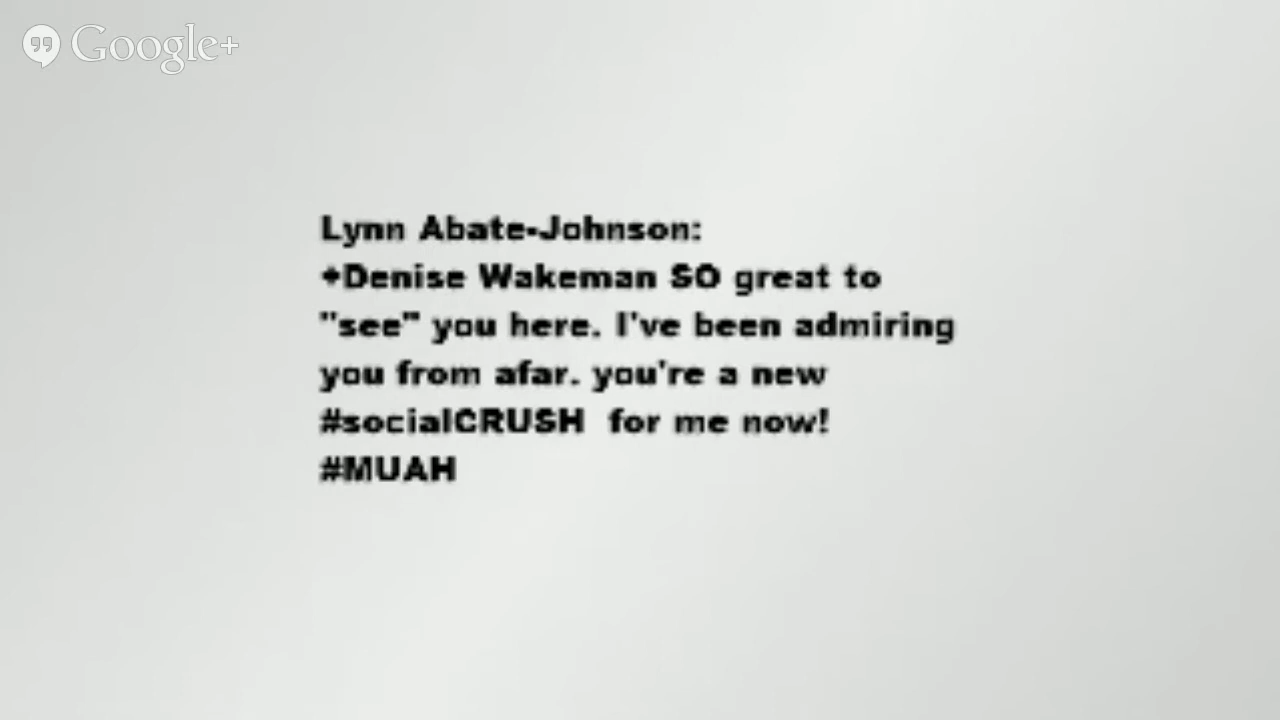 Google+
Lynn Abate-Johnson:
+Denise Wakeman SO great to
"see" you here. I've been admiring
you from afar. you're a new
#socialCRUSH  for me now!
#MUAH